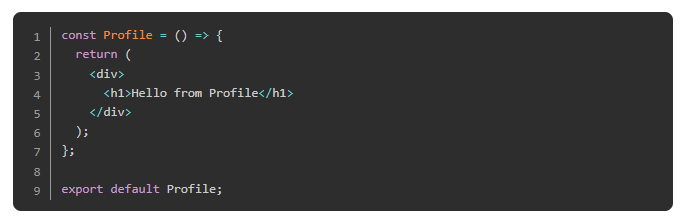 1 const Profile = () => {
2   return (
3     <div>
4       <h1>Hello from Profile</h1>
5     </div>
6   );
7 };
8
9 export default Profile;